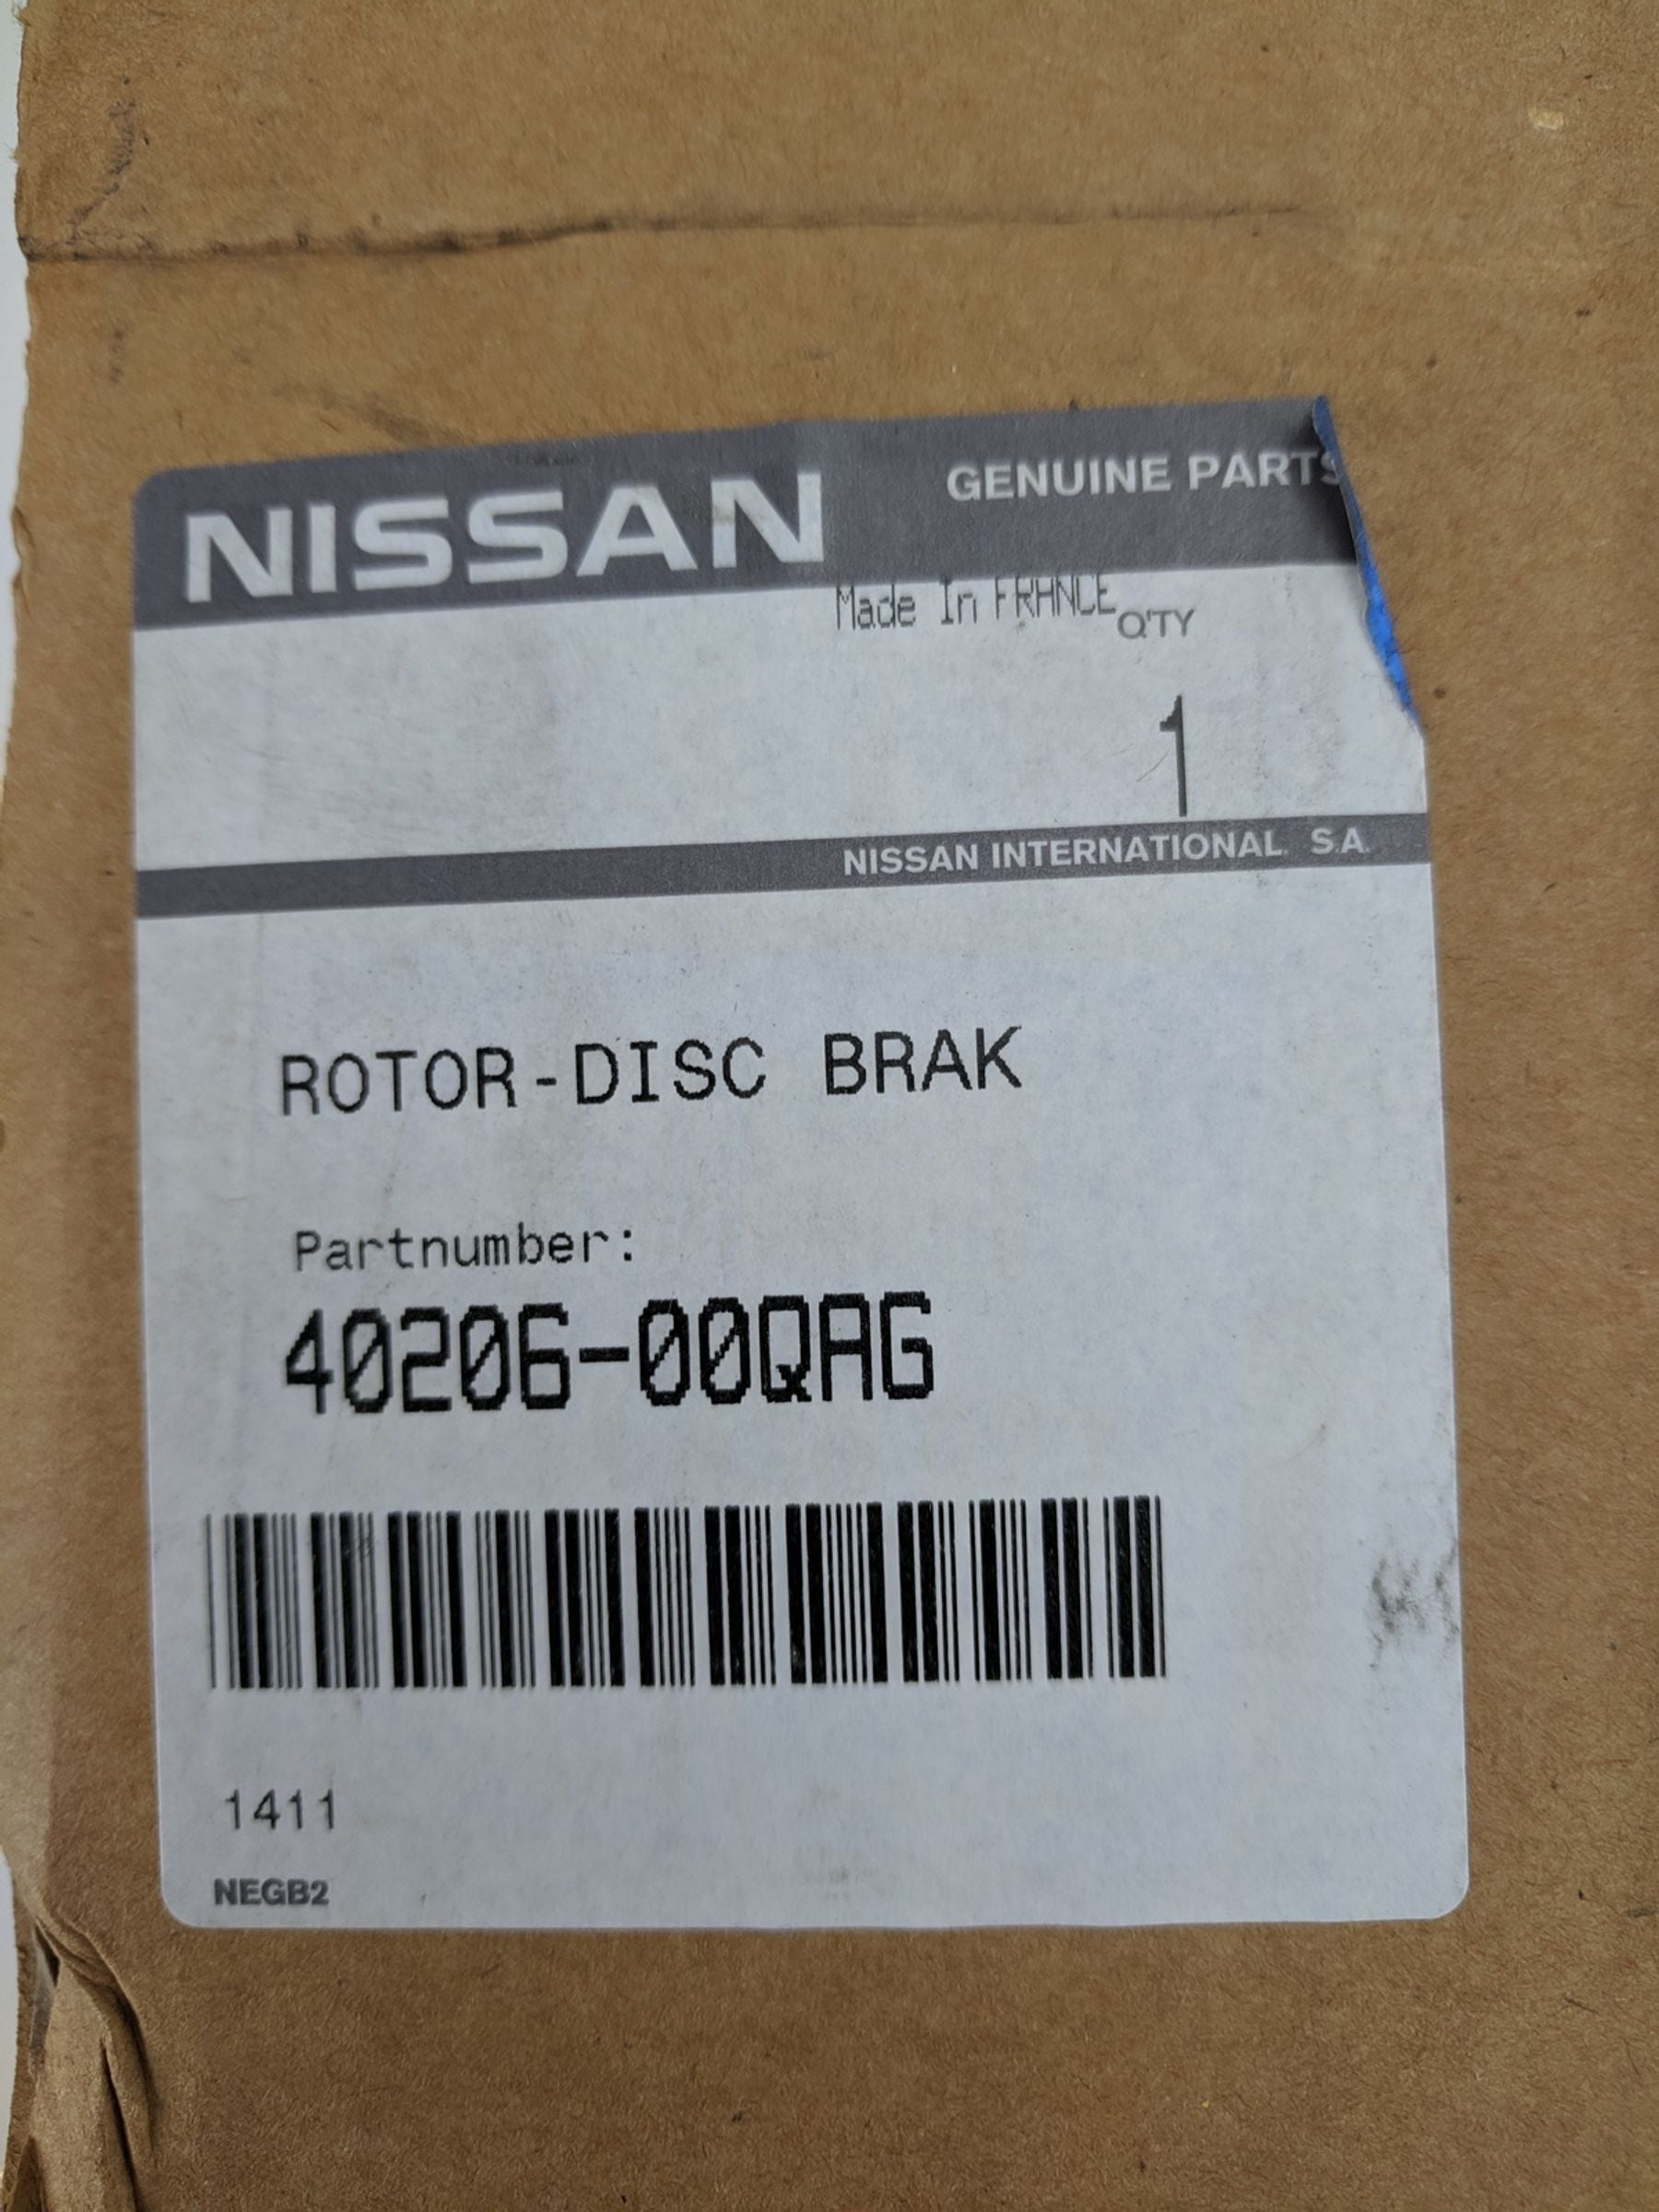 NISSAN GENUINE PARTS
Made In FRANCE Q'TY
1
NISSAN INTERNATIONAL S.A.
ROTOR-DISC BRAK
Partnumber:
40206-00QAG
1411
NEGB2